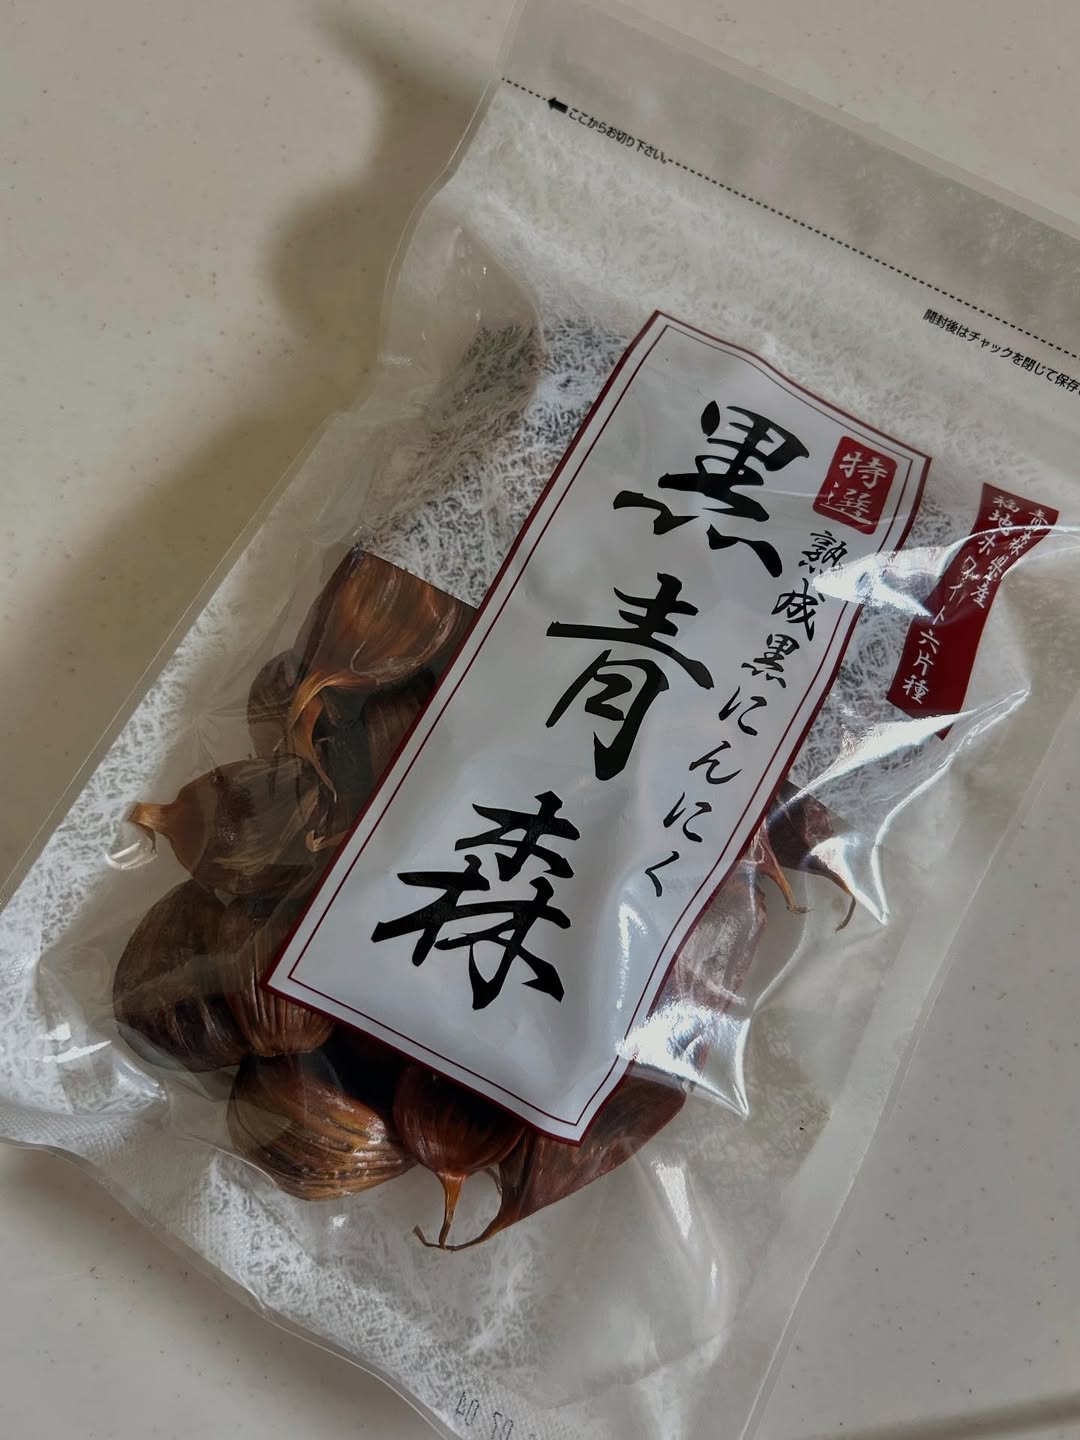 ここからお切り下さい。
開封後はチャックを閉じて保存
青森県産
福地ホワイト六片種
特選
熟成黒にんにく
黒青森